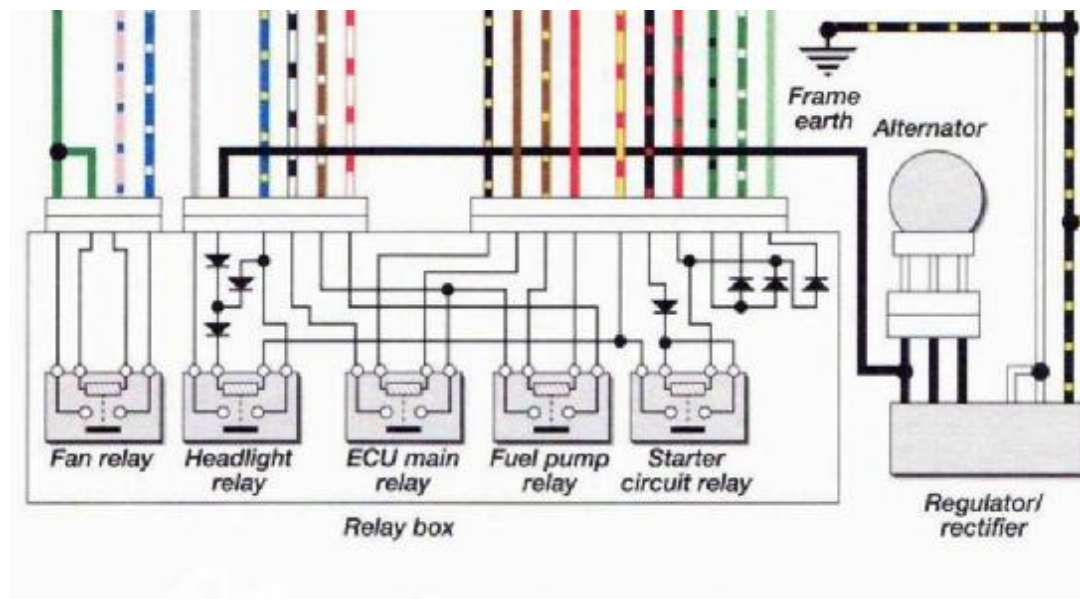 Frame
earth
Alternator
Fan relay
Headlight
relay
ECU main
relay
Fuel pump
relay
Starter
circuit relay
Relay box
Regulator/
rectifier